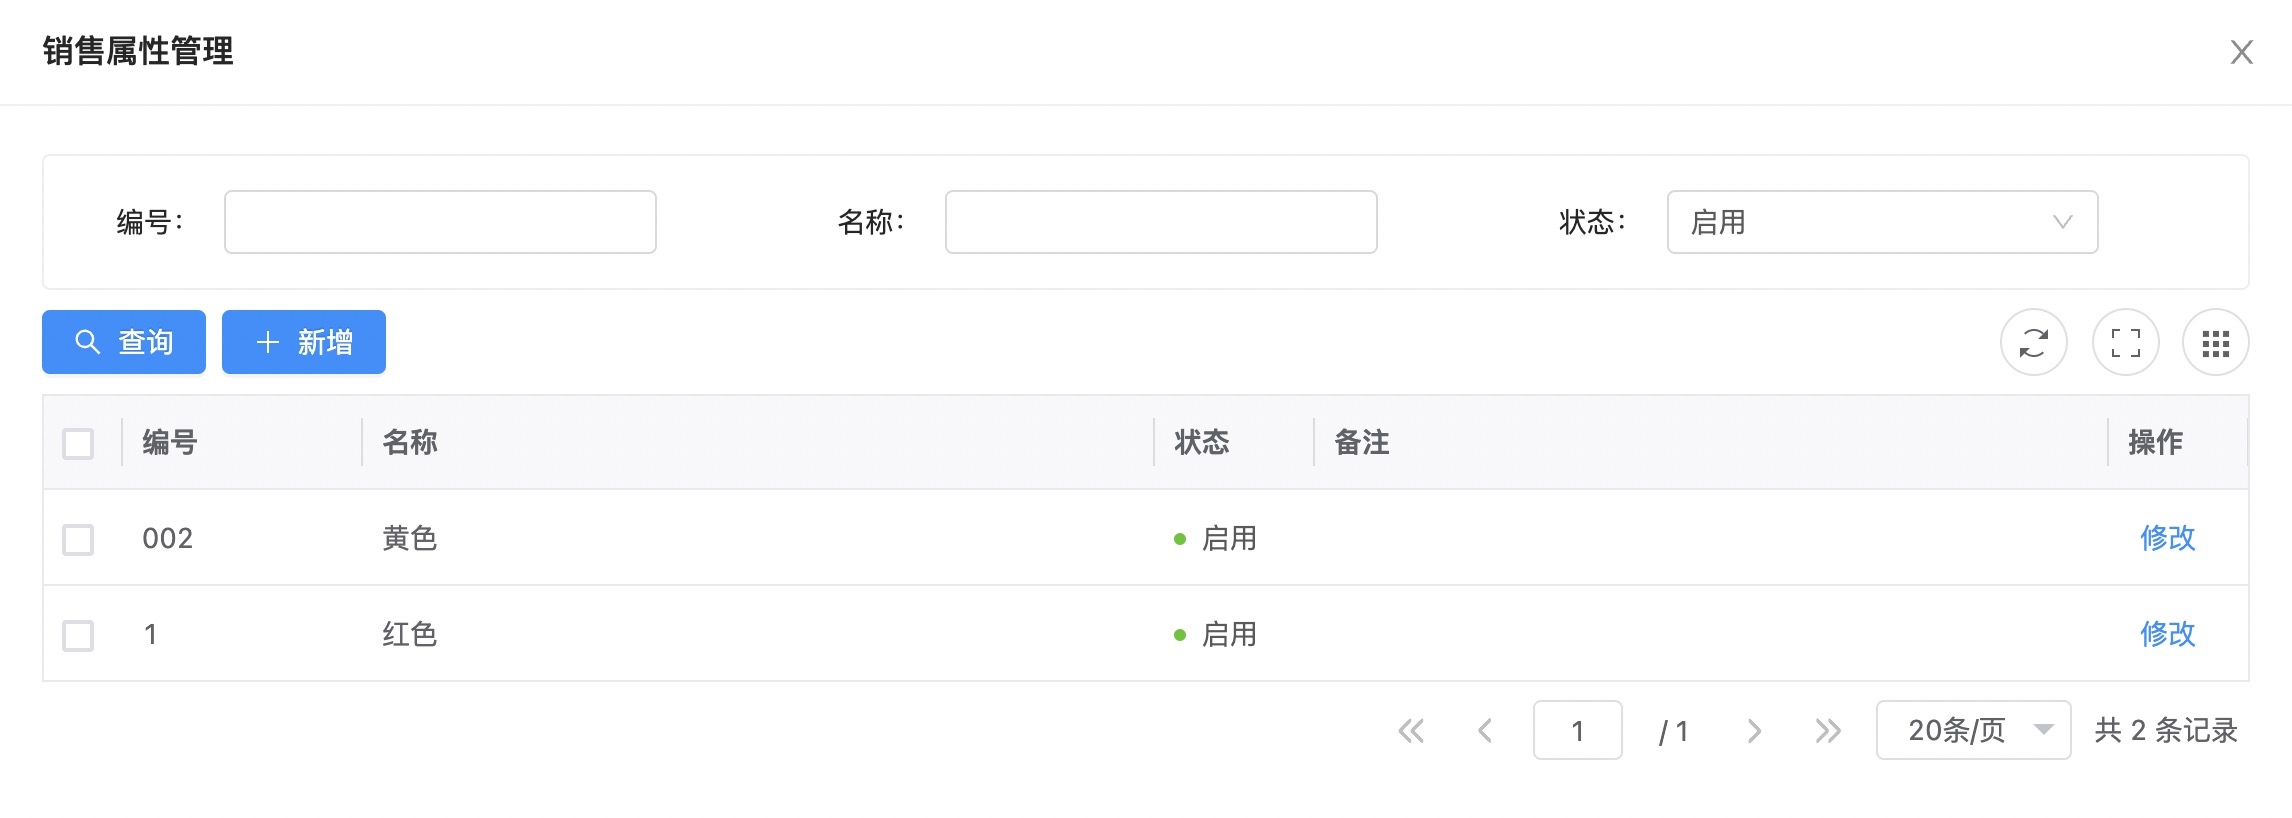 销售属性管理
编号： 名称： 状态： 启用
查询 新增
编号 名称 状态 备注 操作
002 黄色 启用 修改
1 红色 启用 修改
1 / 1 20条/页 共 2 条记录